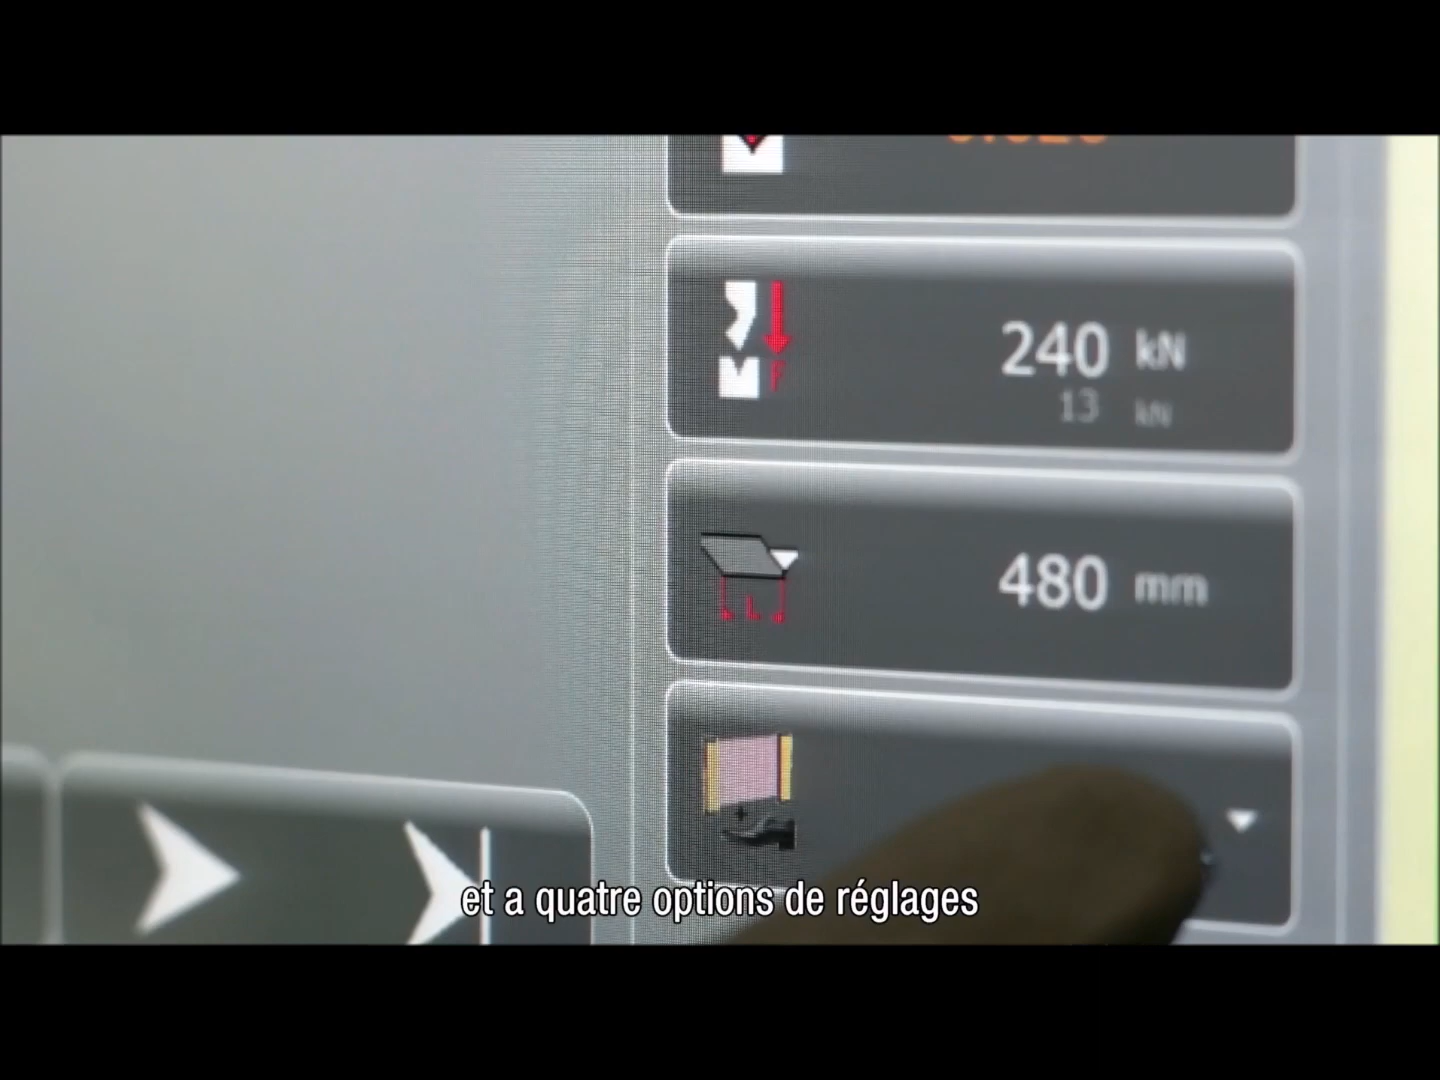 240 kN
13 kN
F
480 mm
L
et a quatre options de réglages